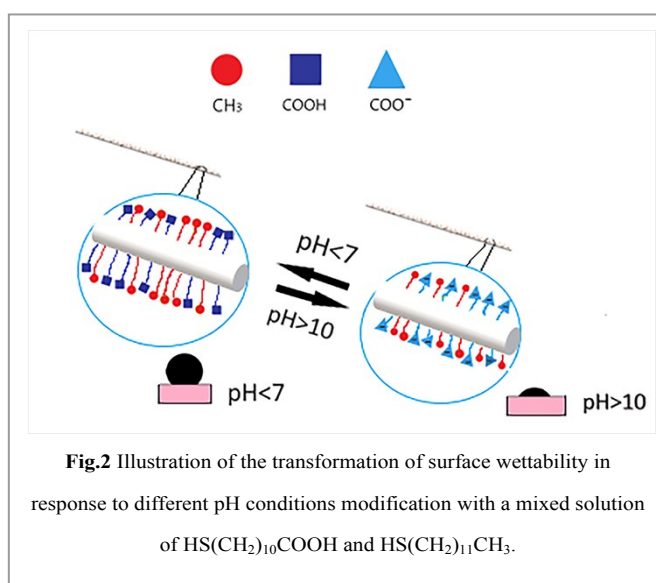 CH₃ COOH COO⁻
pH<7
pH>10
pH<7
pH>10
Fig.2 Illustration of the transformation of surface wettability in
response to different pH conditions modification with a mixed solution
of HS(CH₂)₁₀COOH and HS(CH₂)₁₁CH₃.